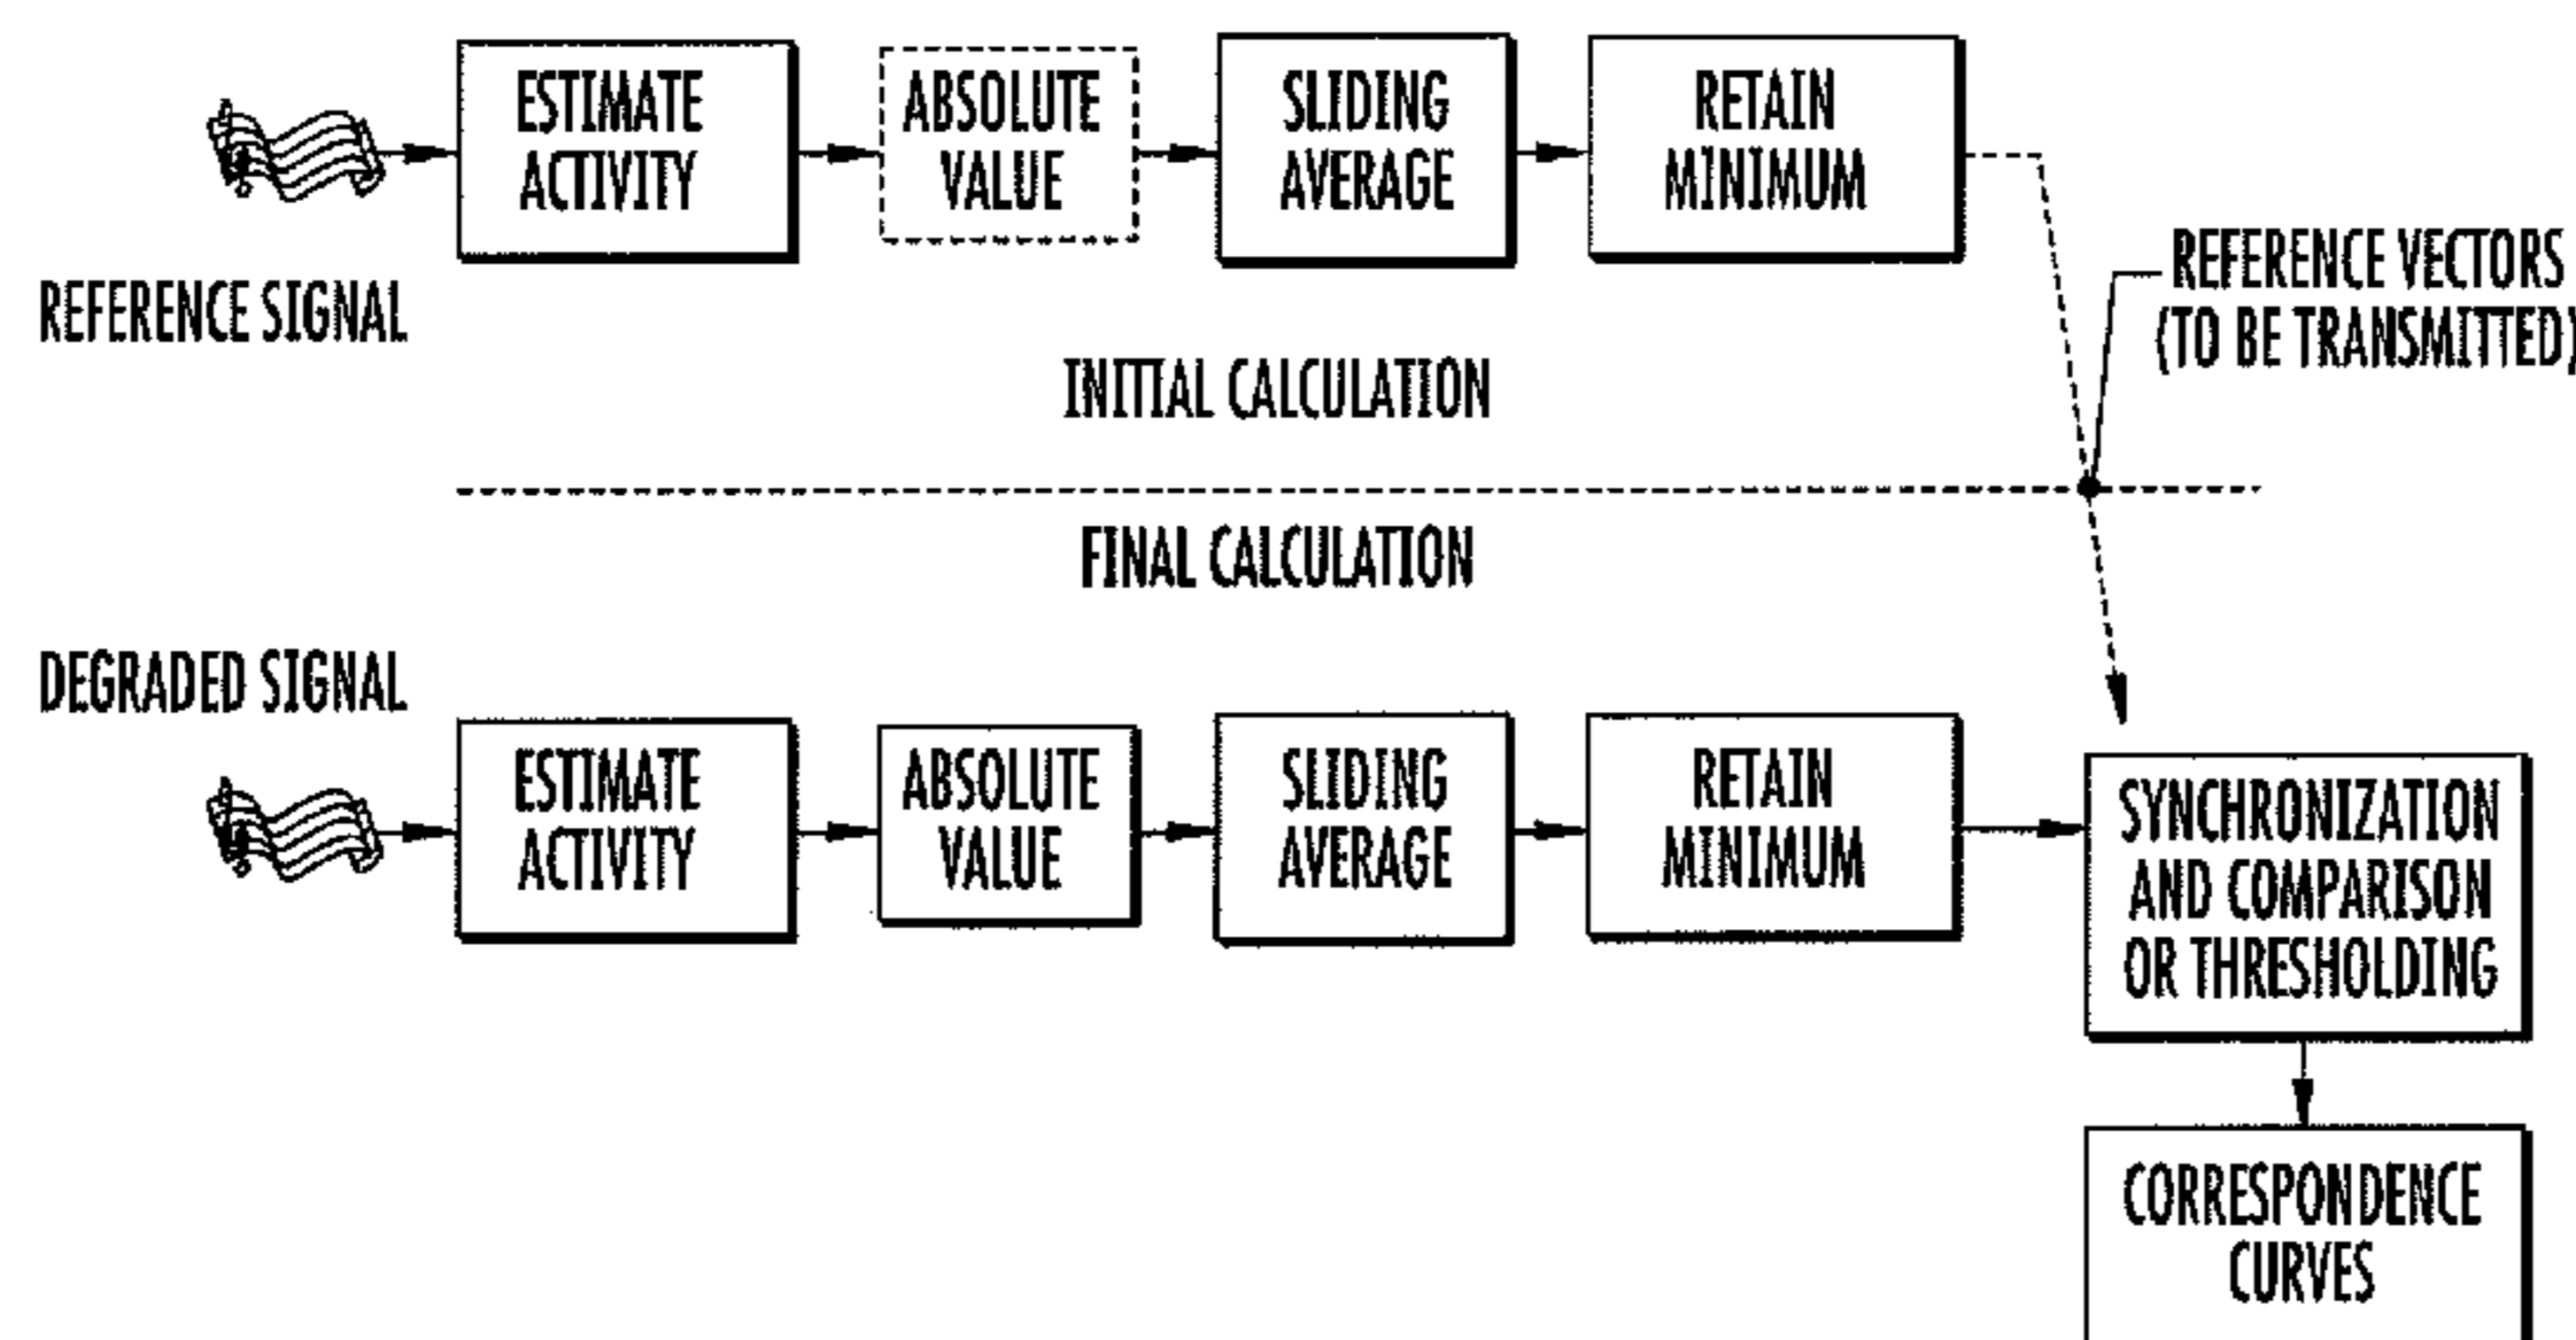 ESTIMATE
ACTIVITY
ABSOLUTE
VALUE
SLIDING
AVERAGE
RETAIN
MINIMUM
REFERENCE SIGNAL
REFERENCE VECTORS
(TO BE TRANSMITTED)
INITIAL CALCULATION
FINAL CALCULATION
DEGRADED SIGNAL
ESTIMATE
ACTIVITY
ABSOLUTE
VALUE
SLIDING
AVERAGE
RETAIN
MINIMUM
SYNCHRONIZATION
AND COMPARISON
OR THRESHOLDING
CORRESPONDENCE
CURVES